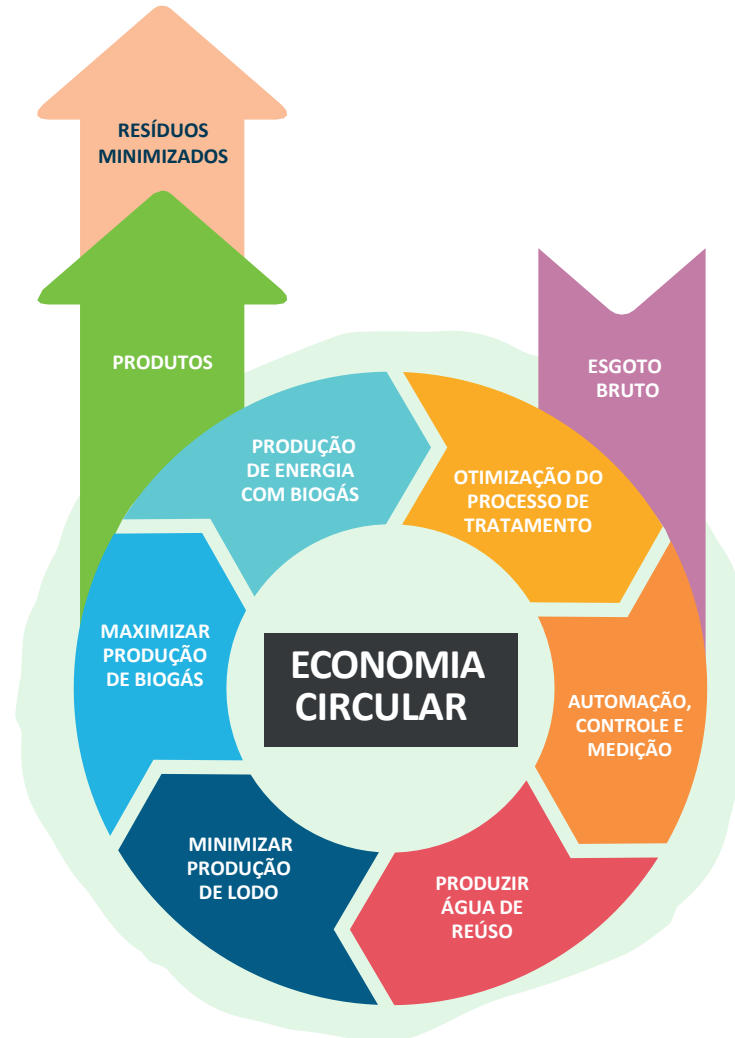 RESÍDUOS
MINIMIZADOS
PRODUTOS
ESGOTO
BRUTO
PRODUÇÃO
DE ENERGIA
COM BIOGÁS
OTIMIZAÇÃO DO
PROCESSO DE
TRATAMENTO
MAXIMIZAR
PRODUÇÃO
DE BIOGÁS
ECONOMIA
CIRCULAR
AUTOMAÇÃO,
CONTROLE E
MEDIÇÃO
MINIMIZAR
PRODUÇÃO
DE LODO
PRODUZIR
ÁGUA DE
REÚSO